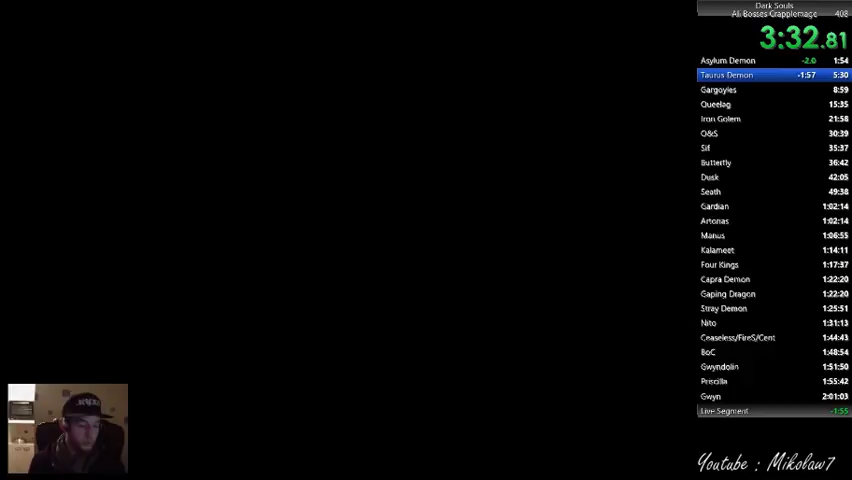 Dark Souls
All Bosses Crapplemage 408
3:32.81
Asylum Demon -2.0 1:54
Taurus Demon -1:57 5:30
Gargoyles 8:59
Queelag 15:35
Iron Golem 21:58
O&S 30:39
Sif 35:37
Butterfly 36:42
Dusk 42:05
Seath 49:38
Gardian 1:02:14
Artorias 1:02:14
Manus 1:06:55
Kalameet 1:14:11
Four Kings 1:17:37
Capra Demon 1:22:20
Gaping Dragon 1:22:20
Stray Demon 1:25:51
Nito 1:31:13
Ceaseless/FireS/Cent 1:44:43
BoC 1:48:54
Gwyndolin 1:51:50
Priscilla 1:55:42
Gwyn 2:01:03
Live Segment -1:55
Youtube : Mikolaw7